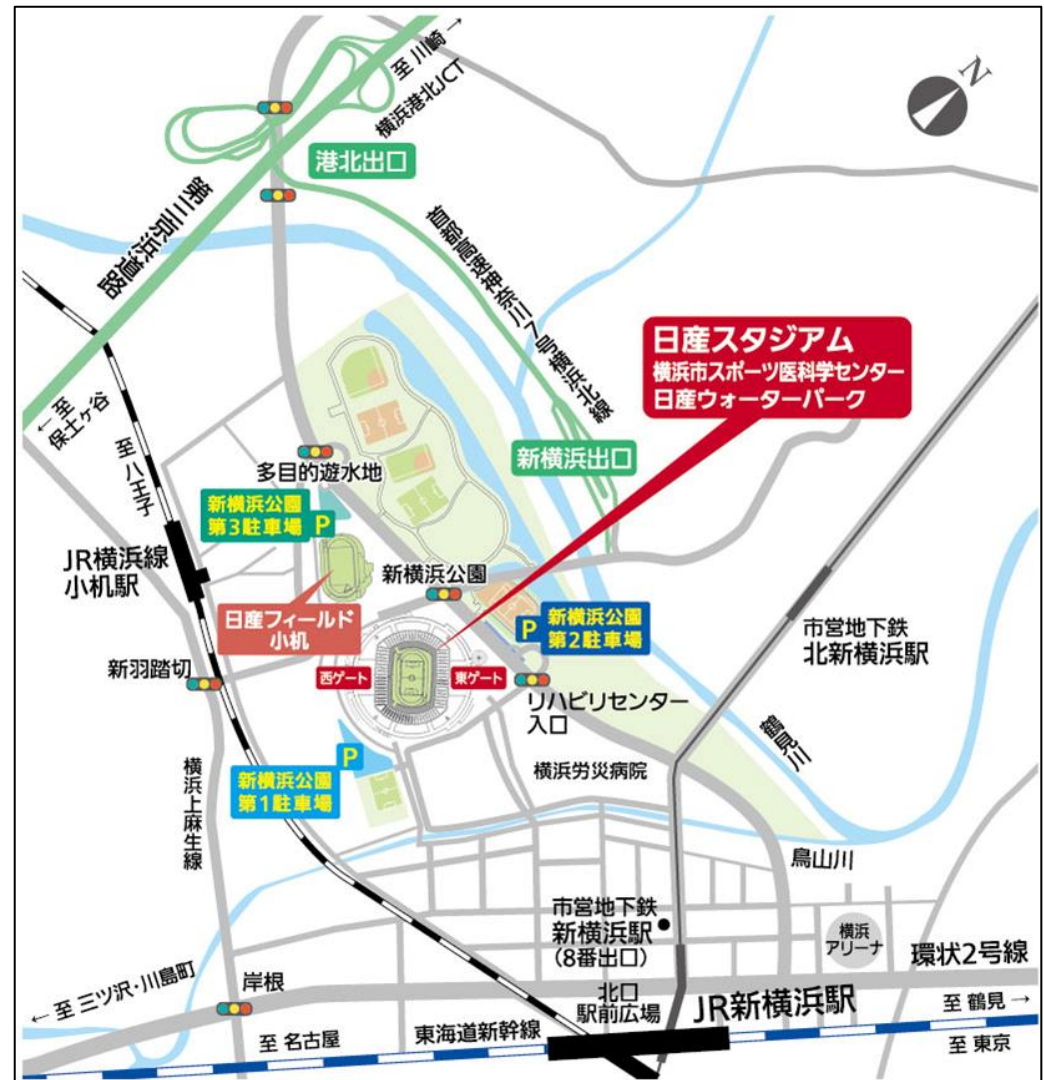 至 川崎 →
横浜港北JCT
N
港北出口
第三京浜道路
首都高速神奈川7号横浜北線
日産スタジアム
横浜市スポーツ医科学センター
日産ウォーターパーク
← 至
保土ヶ谷
至 八王子
新横浜出口
多目的遊水地
新横浜公園
第3駐車場
P
JR横浜線
小机駅
新横浜公園
日産フィールド
小机
P
新横浜公園
第2駐車場
市営地下鉄
北新横浜駅
新羽踏切
西ゲート
東ゲート
リハビリセンター
入口
鶴見川
P
新横浜公園
第1駐車場
横浜労災病院
横浜上麻生線
鳥山川
市営地下鉄
新横浜駅
(8番出口)
横浜
アリーナ
環状2号線
← 至 三ツ沢・川島町
岸根
北口
駅前広場
JR新横浜駅
至 鶴見 →
至 名古屋
東海道新幹線
至 東京